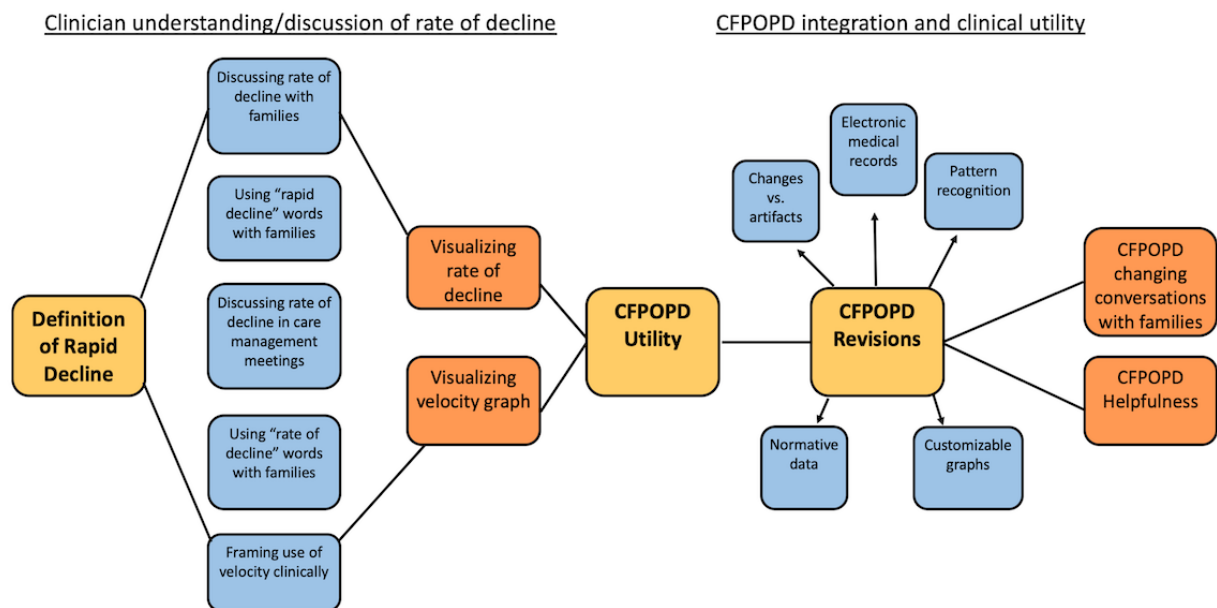 Clinician understanding/discussion of rate of decline
CFPOPD integration and clinical utility
Discussing rate of
decline with
families
Using “rapid
decline” words
with families
Discussing rate of
decline in care
management
meetings
Using “rate of
decline” words
with families
Framing use of
velocity clinically
Definition
of Rapid
Decline
Visualizing
rate of
decline
Visualizing
velocity graph
CFPOPD
Utility
Changes
vs.
artifacts
Electronic
medical
records
Pattern
recognition
CFPOPD
Revisions
Normative
data
Customizable
graphs
CFPOPD
changing
conversations
with families
CFPOPD
Helpfulness